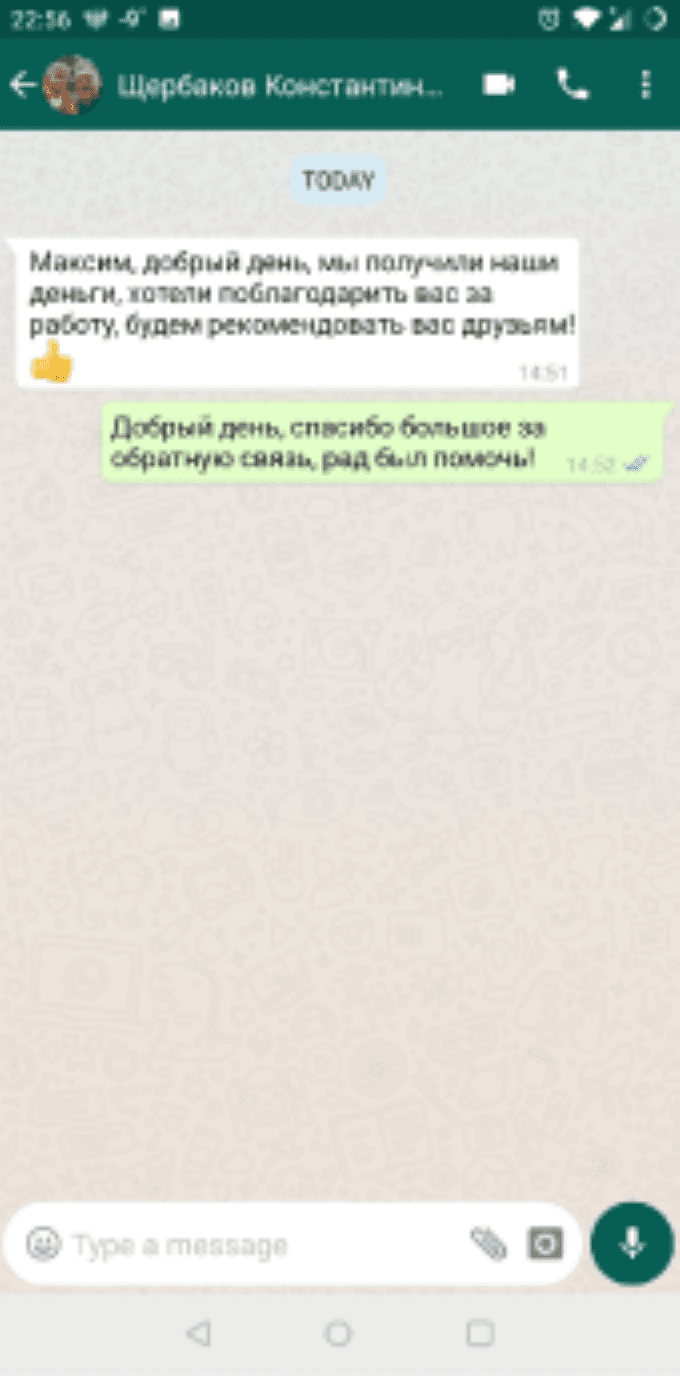 22:56 -9°
Щербаков Константин...
TODAY
Максим, добрый день, мы получили наши
деньги, хотели поблагодарить вас за
работу, будем рекомендовать вас друзьям!
👍 14:51
Добрый день, спасибо большое за
обратную связь, рад был помочь! 14:52
Type a message